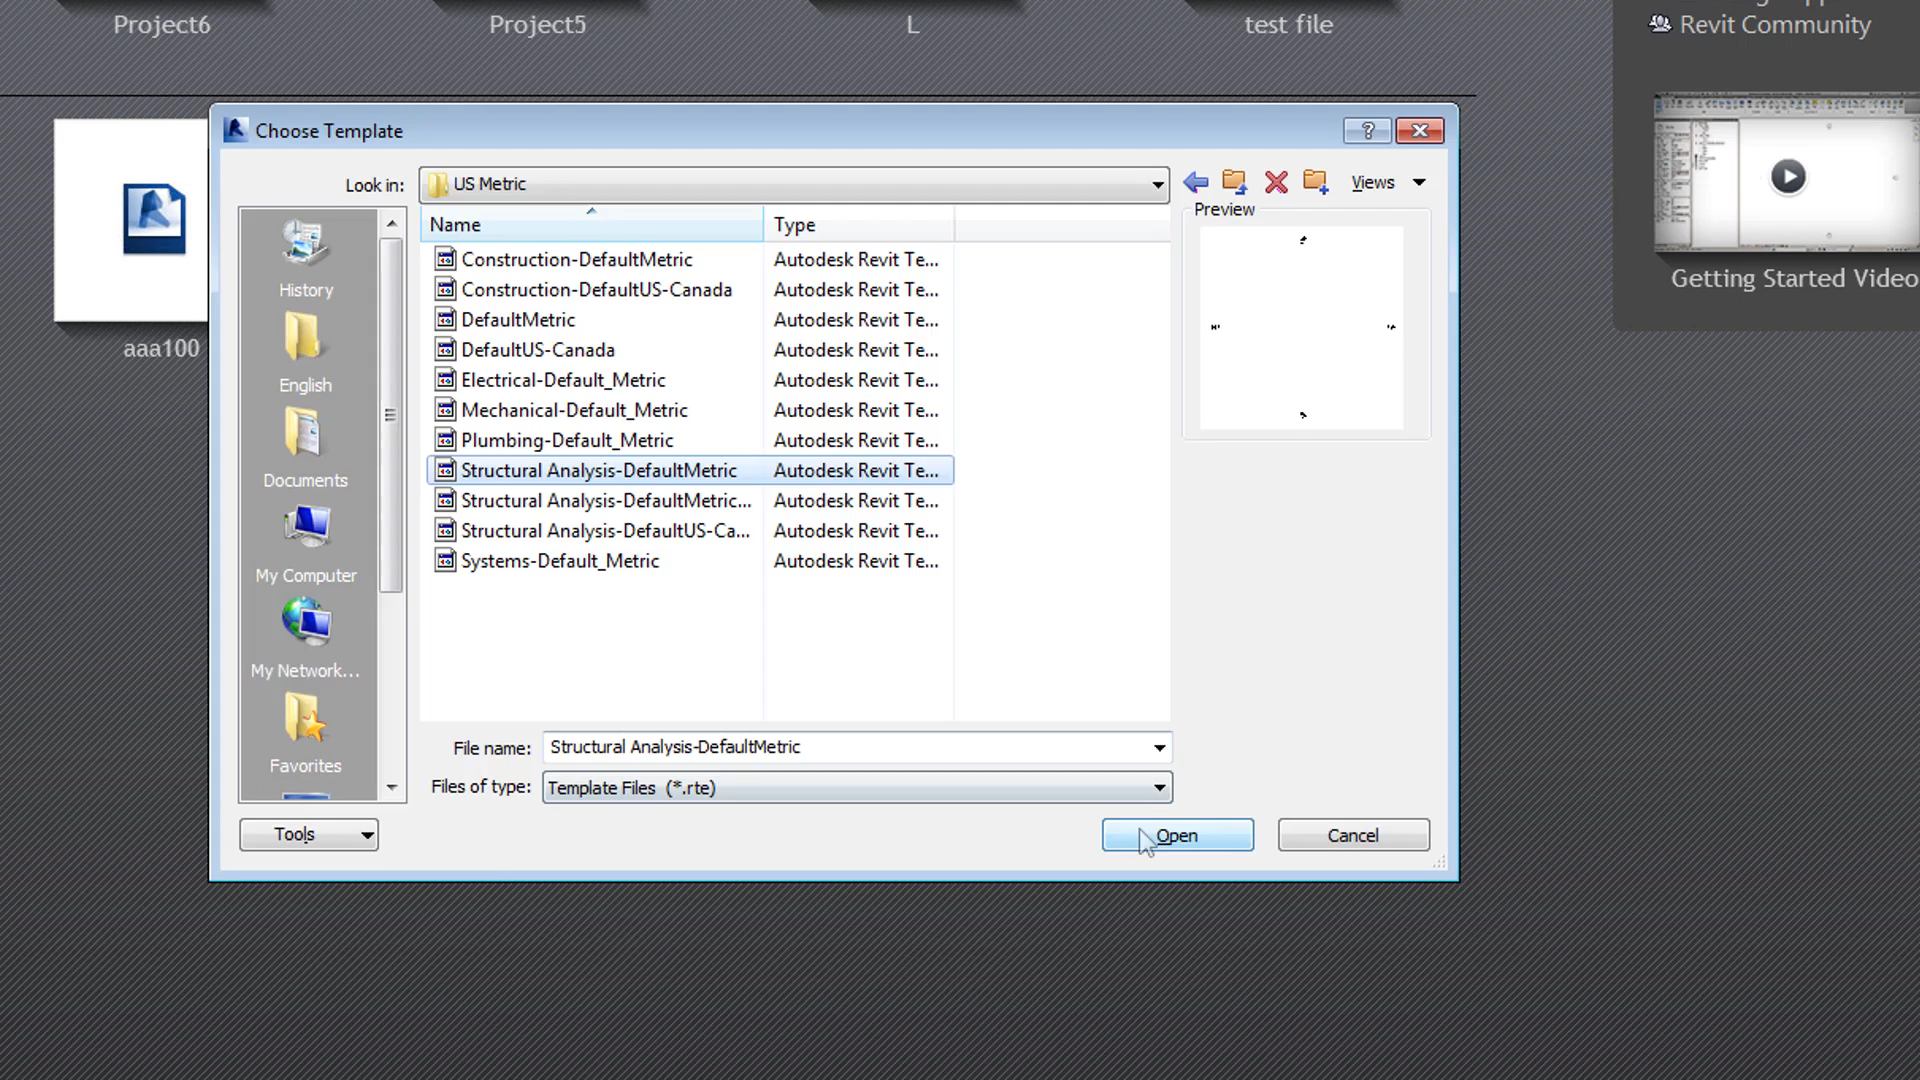 Project6
Project5
L
test file
Revit Community
Getting Started Video
aaa100
Choose Template
Look in:
US Metric
Views
Preview
Name
Type
Construction-DefaultMetric
Autodesk Revit Te...
Construction-DefaultUS-Canada
Autodesk Revit Te...
DefaultMetric
Autodesk Revit Te...
DefaultUS-Canada
Autodesk Revit Te...
Electrical-Default_Metric
Autodesk Revit Te...
Mechanical-Default_Metric
Autodesk Revit Te...
Plumbing-Default_Metric
Autodesk Revit Te...
Structural Analysis-DefaultMetric
Autodesk Revit Te...
Structural Analysis-DefaultMetric...
Autodesk Revit Te...
Structural Analysis-DefaultUS-Ca...
Autodesk Revit Te...
Systems-Default_Metric
Autodesk Revit Te...
History
English
Documents
My Computer
My Network...
Favorites
File name:
Structural Analysis-DefaultMetric
Files of type:
Template Files (*.rte)
Tools
Open
Cancel